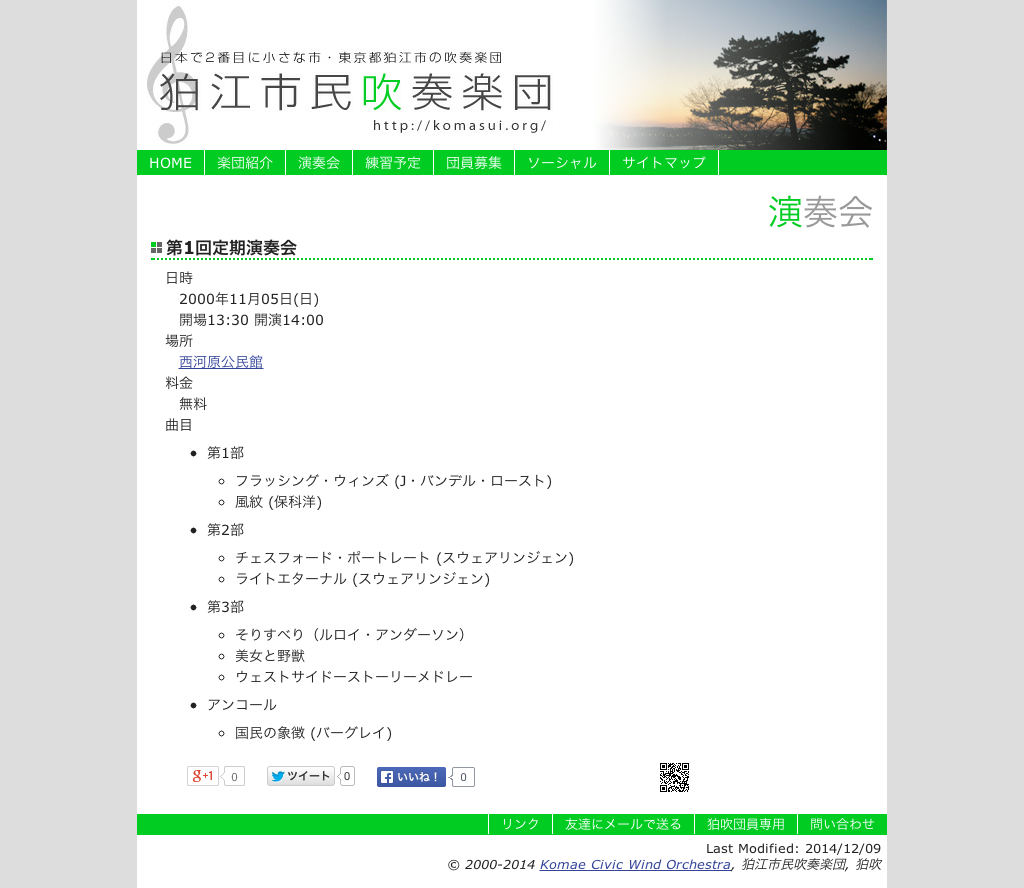 日本で2番目に小さな市・東京都狛江市の吹奏楽団
狛江市民吹奏楽団
http://komasui.org/
HOME 楽団紹介 演奏会 練習予定 団員募集 ソーシャル サイトマップ
演奏会
第1回定期演奏会
日時
2000年11月05日(日)
開場13:30 開演14:00
場所
西河原公民館
料金
無料
曲目
• 第1部
◦ フラッシング・ウィンズ (J・バンデル・ロースト)
◦ 風紋 (保科洋)
• 第2部
◦ チェスフォード・ポートレート (スウェアリンジェン)
◦ ライトエターナル (スウェアリンジェン)
• 第3部
◦ そりすべり（ルロイ・アンダーソン）
◦ 美女と野獣
◦ ウェストサイドーストーリーメドレー
• アンコール
◦ 国民の象徴 (バーグレイ)
g+1 0 ツイート 0 いいね！ 0
リンク 友達にメールで送る 狛吹団員専用 問い合わせ
Last Modified: 2014/12/09
© 2000-2014 Komae Civic Wind Orchestra, 狛江市民吹奏楽団, 狛吹